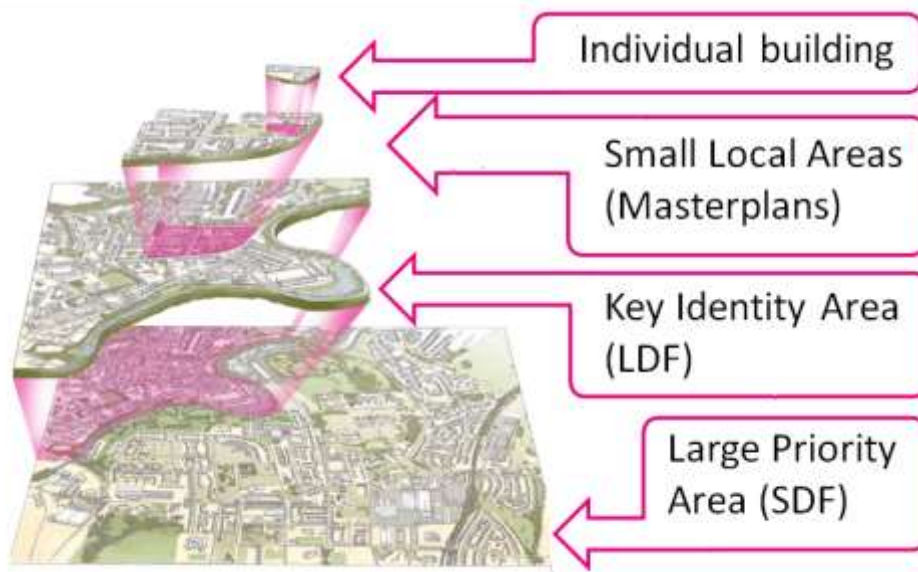 Individual building
Small Local Areas
(Masterplans)
Key Identity Area
(LDF)
Large Priority
Area (SDF)